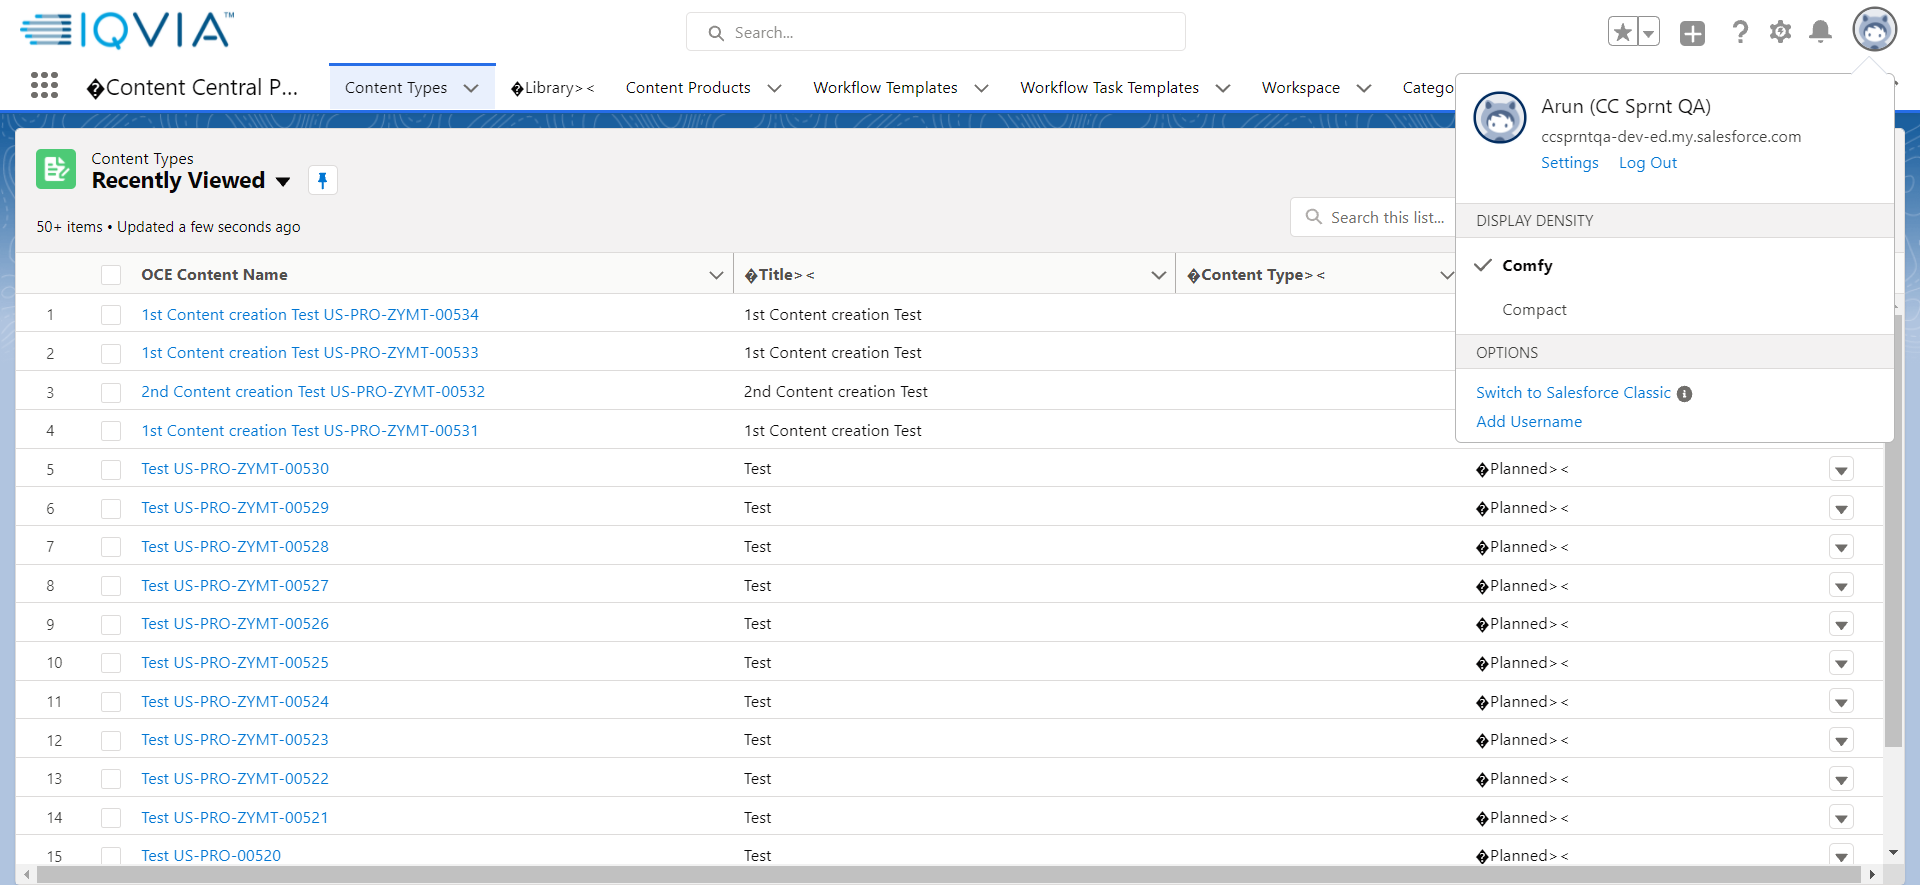 IQVIA™
Search...
�Content Central P...
Content Types
�Library><
Content Products
Workflow Templates
Workflow Task Templates
Workspace
Catego
Arun (CC Sprnt QA)
ccsprntqa-dev-ed.my.salesforce.com
Settings Log Out
DISPLAY DENSITY
Comfy
Compact
OPTIONS
Switch to Salesforce Classic
Add Username
Content Types
Recently Viewed
50+ items • Updated a few seconds ago
Search this list...
OCE Content Name �Title>< �Content Type><
1 1st Content creation Test US-PRO-ZYMT-00534 1st Content creation Test
2 1st Content creation Test US-PRO-ZYMT-00533 1st Content creation Test
3 2nd Content creation Test US-PRO-ZYMT-00532 2nd Content creation Test
4 1st Content creation Test US-PRO-ZYMT-00531 1st Content creation Test
5 Test US-PRO-ZYMT-00530 Test �Planned><
6 Test US-PRO-ZYMT-00529 Test �Planned><
7 Test US-PRO-ZYMT-00528 Test �Planned><
8 Test US-PRO-ZYMT-00527 Test �Planned><
9 Test US-PRO-ZYMT-00526 Test �Planned><
10 Test US-PRO-ZYMT-00525 Test �Planned><
11 Test US-PRO-ZYMT-00524 Test �Planned><
12 Test US-PRO-ZYMT-00523 Test �Planned><
13 Test US-PRO-ZYMT-00522 Test �Planned><
14 Test US-PRO-ZYMT-00521 Test �Planned><
15 Test US-PRO-00520 Test �Planned><